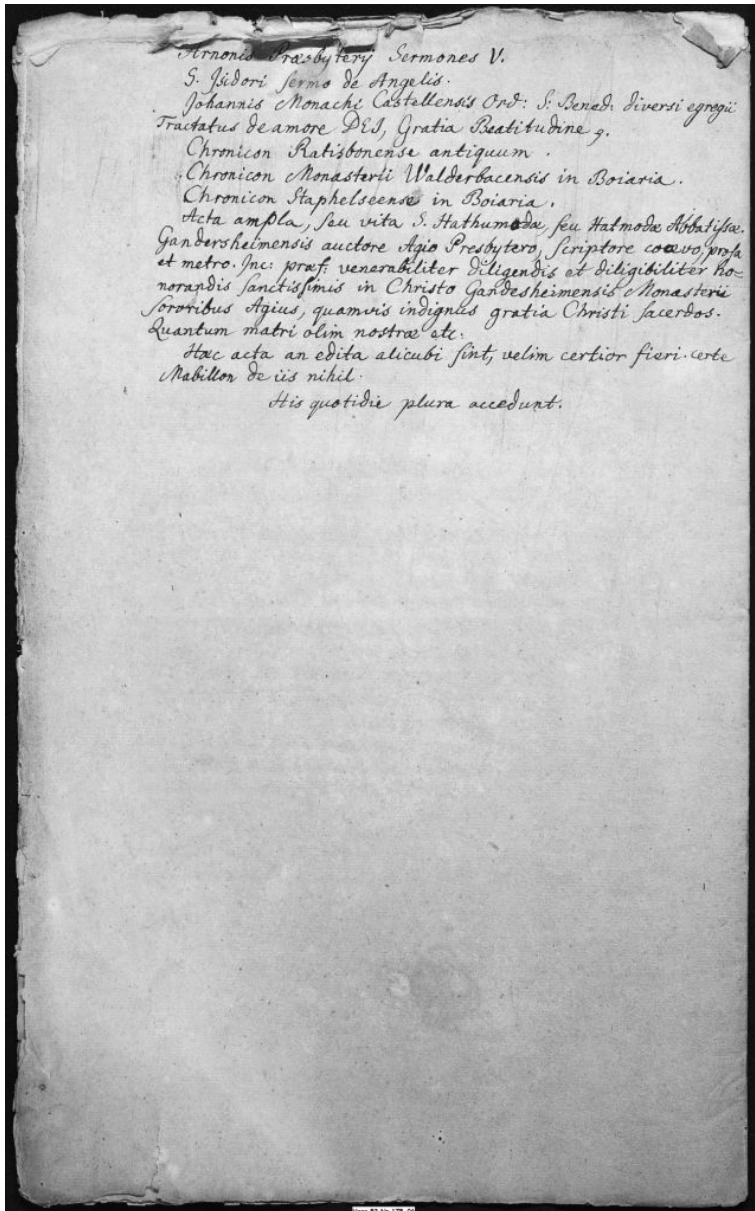 Arnonis Præsbyterij Sermones V.
S. Isidori sermo de Angelis.
Johannis Monachi Castellensis Ord: S: Bened: diversi egregii
Tractatus de amore DEI, Gratia Beatitudine 9.
Chronicon Ratisbonense antiquum.
Chronicon Monasterii Walderbacensis in Boiaria.
Chronicon Staphelseense in Boiaria.
Acta ampla, seu vita S. Hathumodæ, seu Hatmodæ Abbatissæ.
Gandersheimensis auctore Agio Presbytero, scriptore coævo, prosa
et metro. Inc: præf: venerabiliter diligendis et diligibiliter ho=
norandis sanctissimis in Christo Gandesheimensis Monasterii
sororibus Agius, quamvis indignus gratia Christi sacerdos.
Quantum matri olim nostræ etc.
Hæc acta an edita alicubi sint, velim certior fieri. certe
Mabillon de iis nihil.
His quotidie plura accedunt.